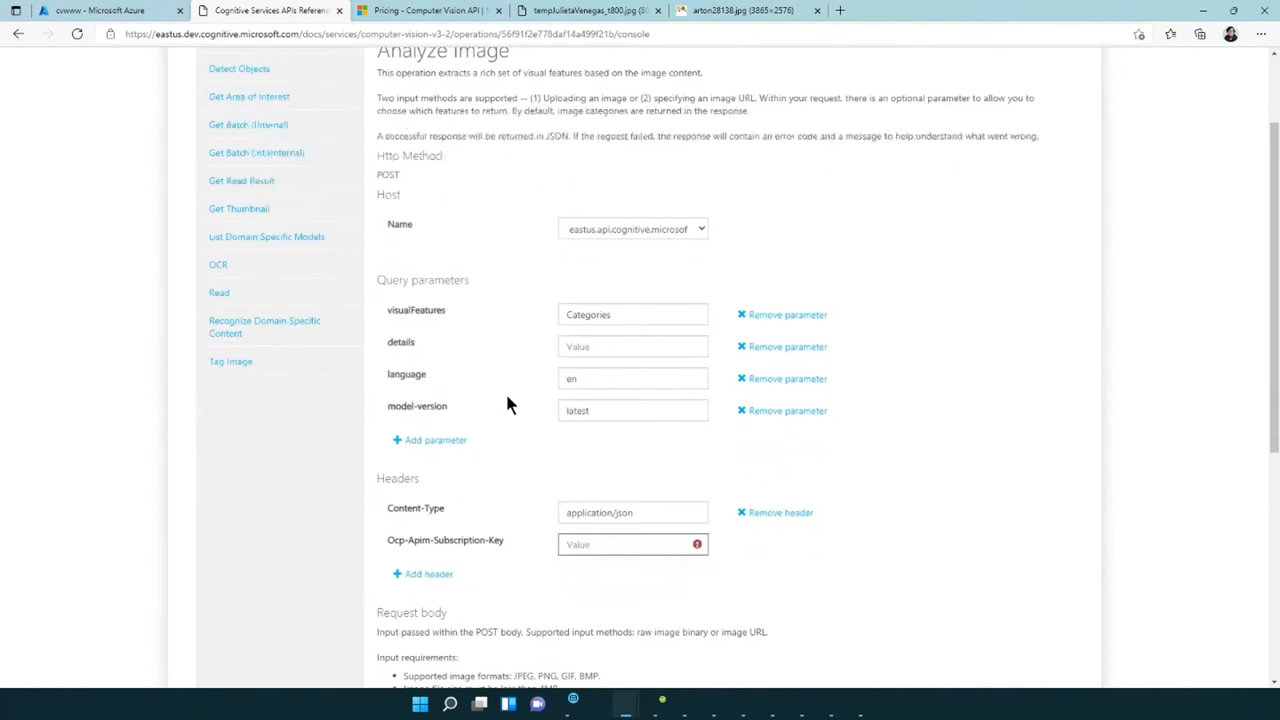 cvwww - Microsoft Azure
Cognitive Services APIs Referenc
Pricing - Computer Vision API | M
tempJulietaVenegas_t800.jpg (80
arton28138.jpg (3865×2576)
https://eastus.dev.cognitive.microsoft.com/docs/services/computer-vision-v3-2/operations/56f91f2e778daf14a499f21b/console
Analyze Image
This operation extracts a rich set of visual features based on the image content.
Two input methods are supported -- (1) Uploading an image or (2) specifying an image URL. Within your request, there is an optional parameter to allow you to
choose which features to return. By default, image categories are returned in the response.
A successful response will be returned in JSON. If the request failed, the response will contain an error code and a message to help understand what went wrong.
Detect Objects
Get Area of Interest
Get Batch (Internal)
Get Batch (IntInternal)
Get Read Result
Get Thumbnail
List Domain Specific Models
OCR
Read
Recognize Domain Specific
Content
Tag Image
Http Method
POST
Host
Name eastus.api.cognitive.microsof
Query parameters
visualFeatures Categories Remove parameter
details Value Remove parameter
language en Remove parameter
model-version latest Remove parameter
Add parameter
Headers
Content-Type application/json Remove header
Ocp-Apim-Subscription-Key Value
Add header
Request body
Input passed within the POST body. Supported input methods: raw image binary or image URL.
Input requirements:
• Supported image formats: JPEG, PNG, GIF, BMP.